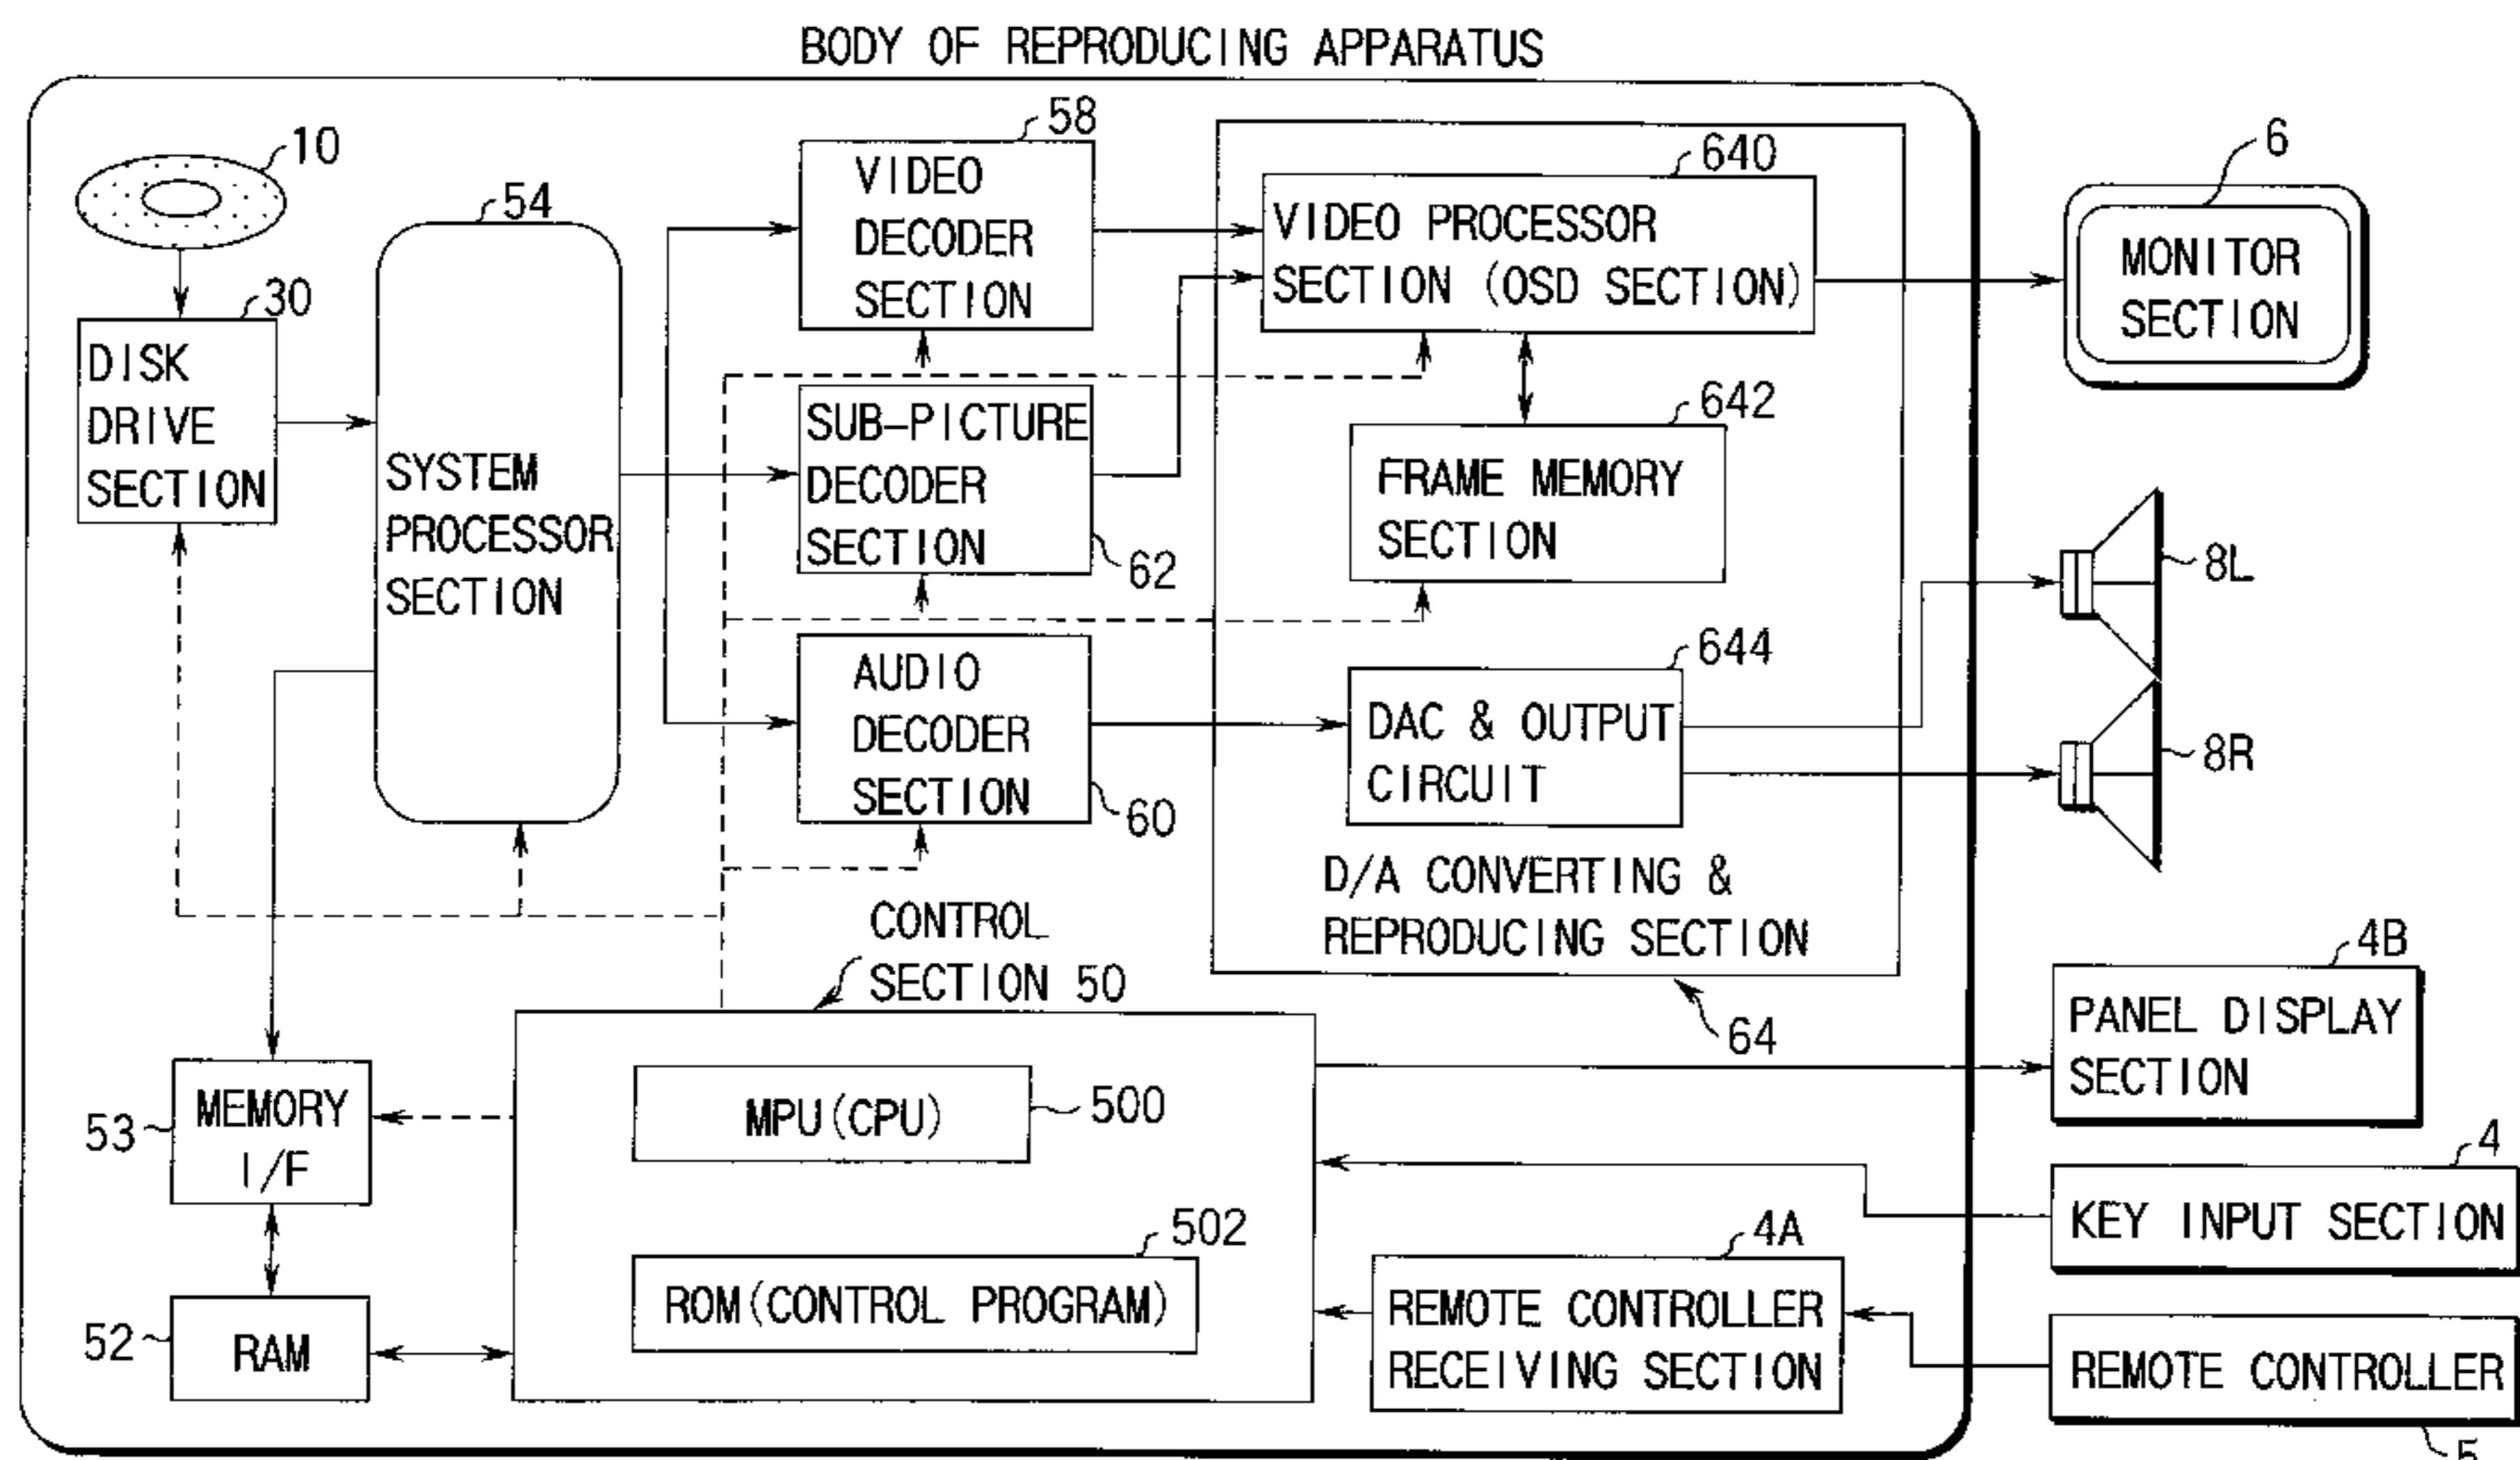 BODY OF REPRODUCING APPARATUS
10
30
DISK
DRIVE
SECTION
54
SYSTEM
PROCESSOR
SECTION
58
VIDEO
DECODER
SECTION
SUB-PICTURE
DECODER
SECTION
62
AUDIO
DECODER
SECTION
60
640
VIDEO PROCESSOR
SECTION (OSD SECTION)
642
FRAME MEMORY
SECTION
644
DAC & OUTPUT
CIRCUIT
D/A CONVERTING &
REPRODUCING SECTION
64
6
MONITOR
SECTION
8L
8R
4B
PANEL DISPLAY
SECTION
4
KEY INPUT SECTION
REMOTE CONTROLLER
5
CONTROL
SECTION 50
MPU(CPU)
500
502
ROM(CONTROL PROGRAM)
4A
REMOTE CONTROLLER
RECEIVING SECTION
53
MEMORY
I/F
52
RAM